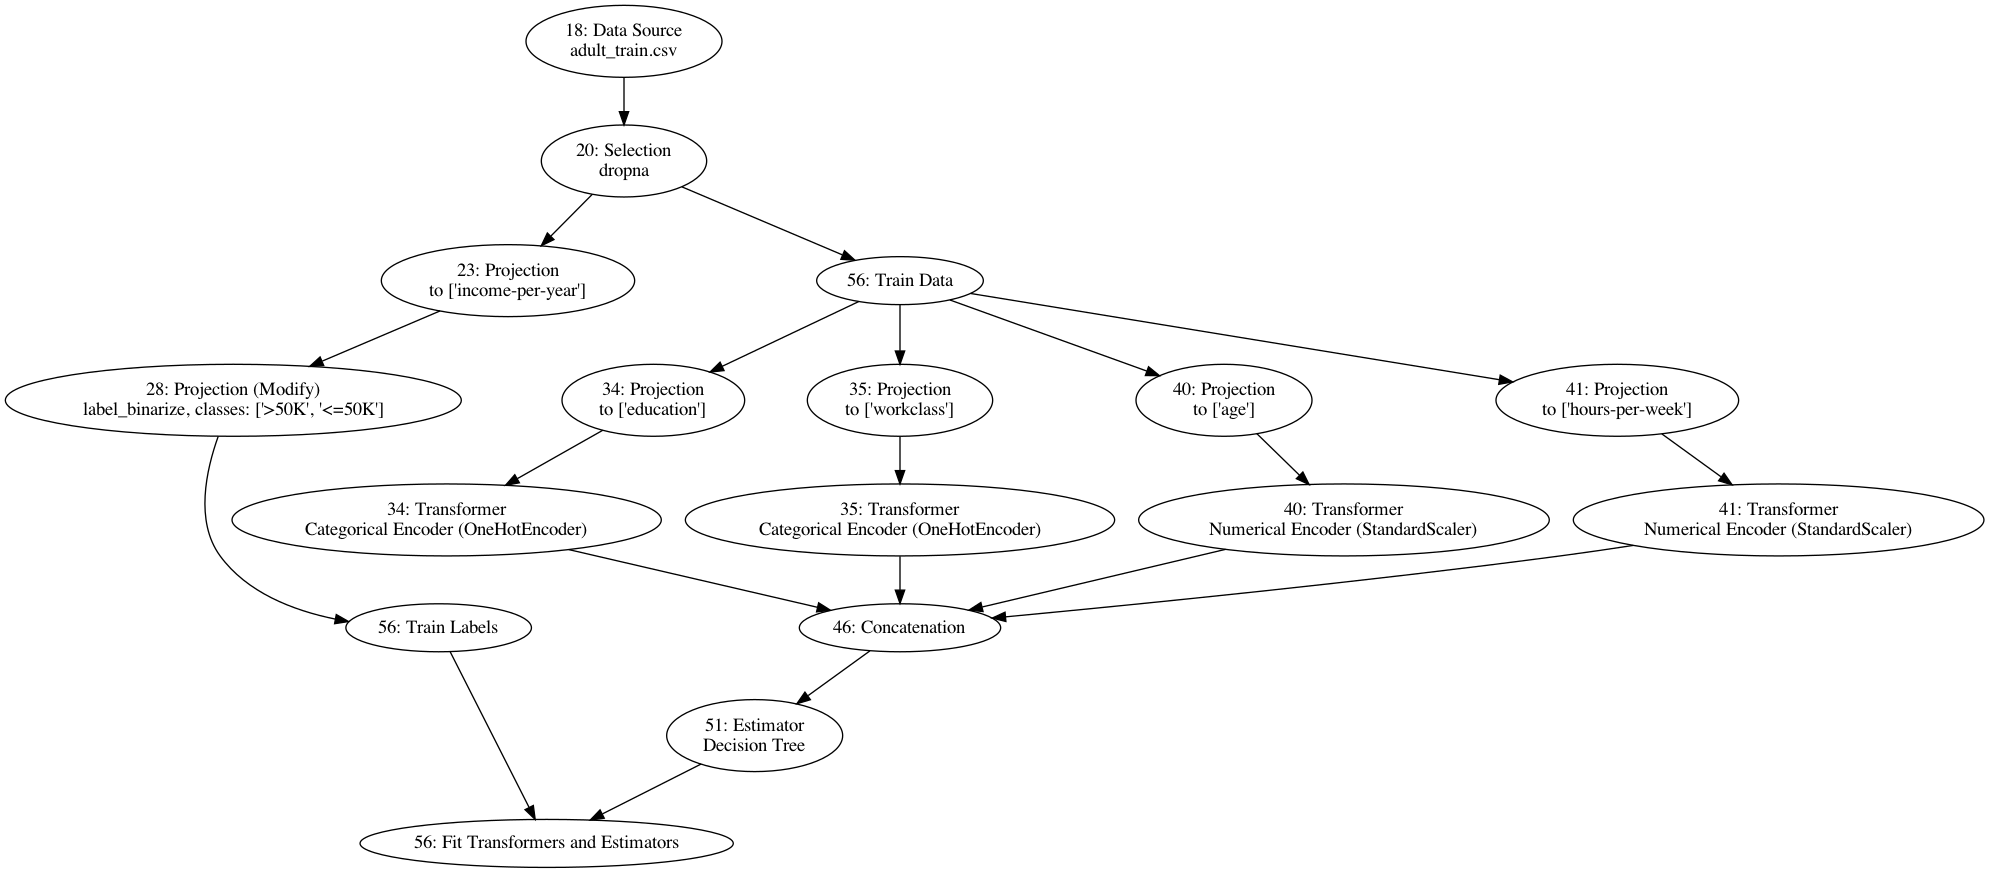 18: Data Source
adult_train.csv
20: Selection
dropna
23: Projection
to ['income-per-year']
56: Train Data
28: Projection (Modify)
label_binarize, classes: ['>50K', '<=50K']
34: Projection
to ['education']
35: Projection
to ['workclass']
40: Projection
to ['age']
41: Projection
to ['hours-per-week']
34: Transformer
Categorical Encoder (OneHotEncoder)
35: Transformer
Categorical Encoder (OneHotEncoder)
40: Transformer
Numerical Encoder (StandardScaler)
41: Transformer
Numerical Encoder (StandardScaler)
56: Train Labels
46: Concatenation
51: Estimator
Decision Tree
56: Fit Transformers and Estimators